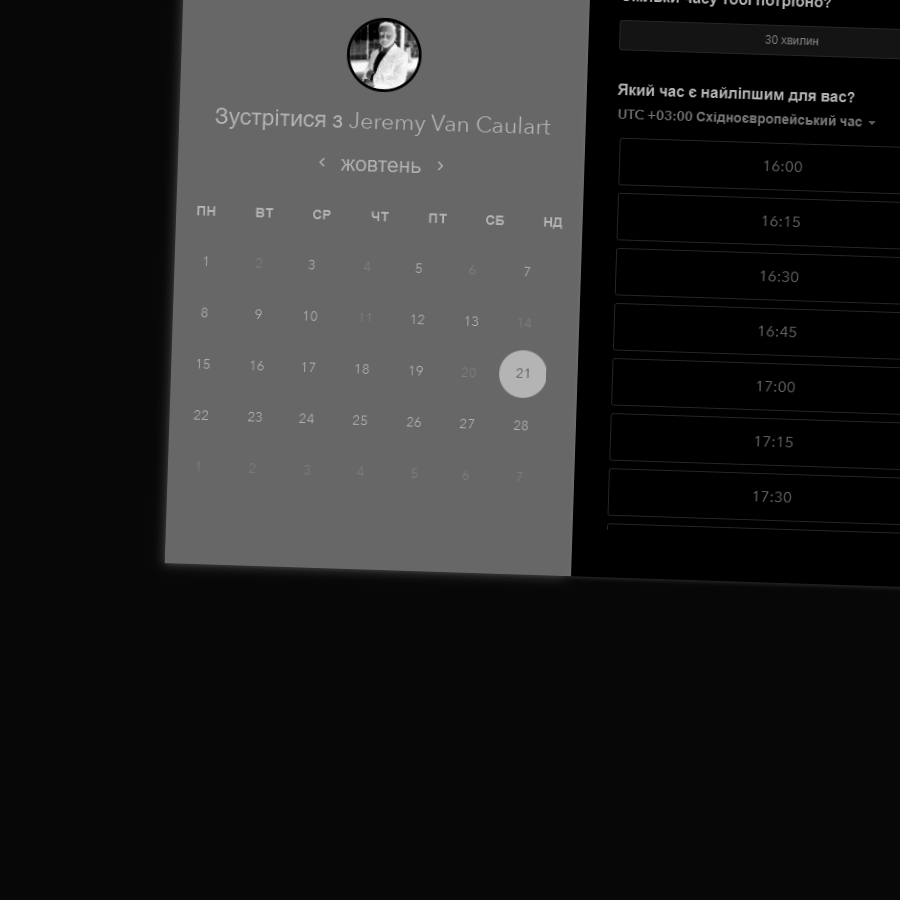 Зустрітися з Jeremy Van Caulart
‹ жовтень ›
ПН ВТ СР ЧТ ПТ СБ НД
1 2 3 4 5 6 7
8 9 10 11 12 13 14
15 16 17 18 19 20 21
22 23 24 25 26 27 28
1 2 3 4 5 6 7
часу тобі потрібно?
30 хвилин
Який час є найліпшим для вас?
UTC +03:00 Східноєвропейський час
16:00
16:15
16:30
16:45
17:00
17:15
17:30